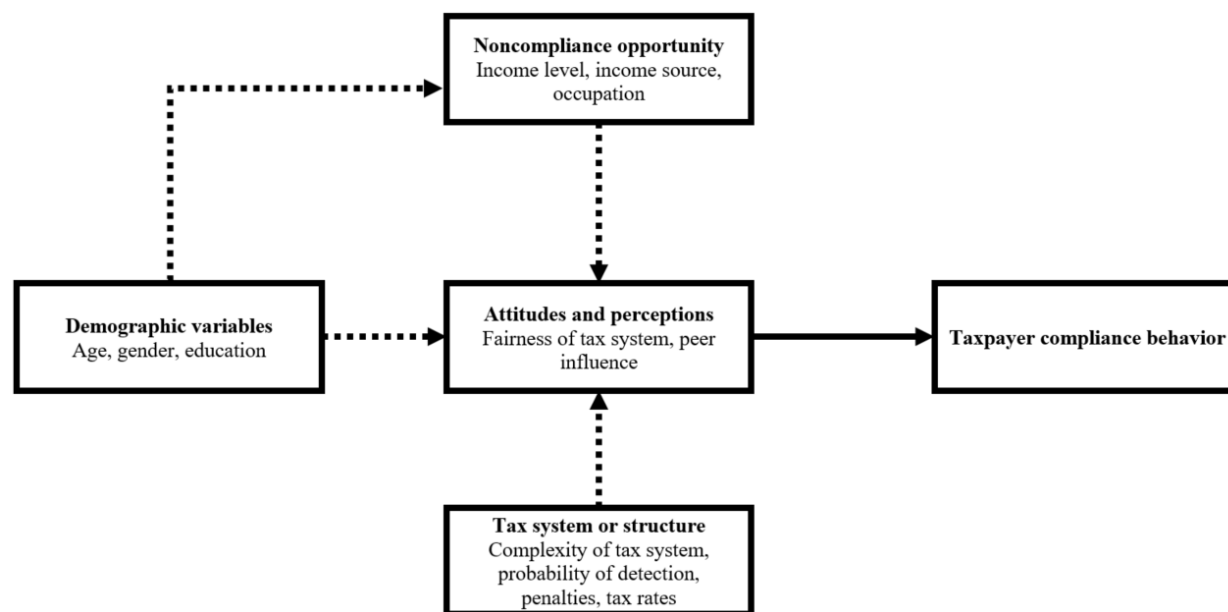 Noncompliance opportunity
Income level, income source,
occupation
Demographic variables
Age, gender, education
Attitudes and perceptions
Fairness of tax system, peer
influence
Taxpayer compliance behavior
Tax system or structure
Complexity of tax system,
probability of detection,
penalties, tax rates